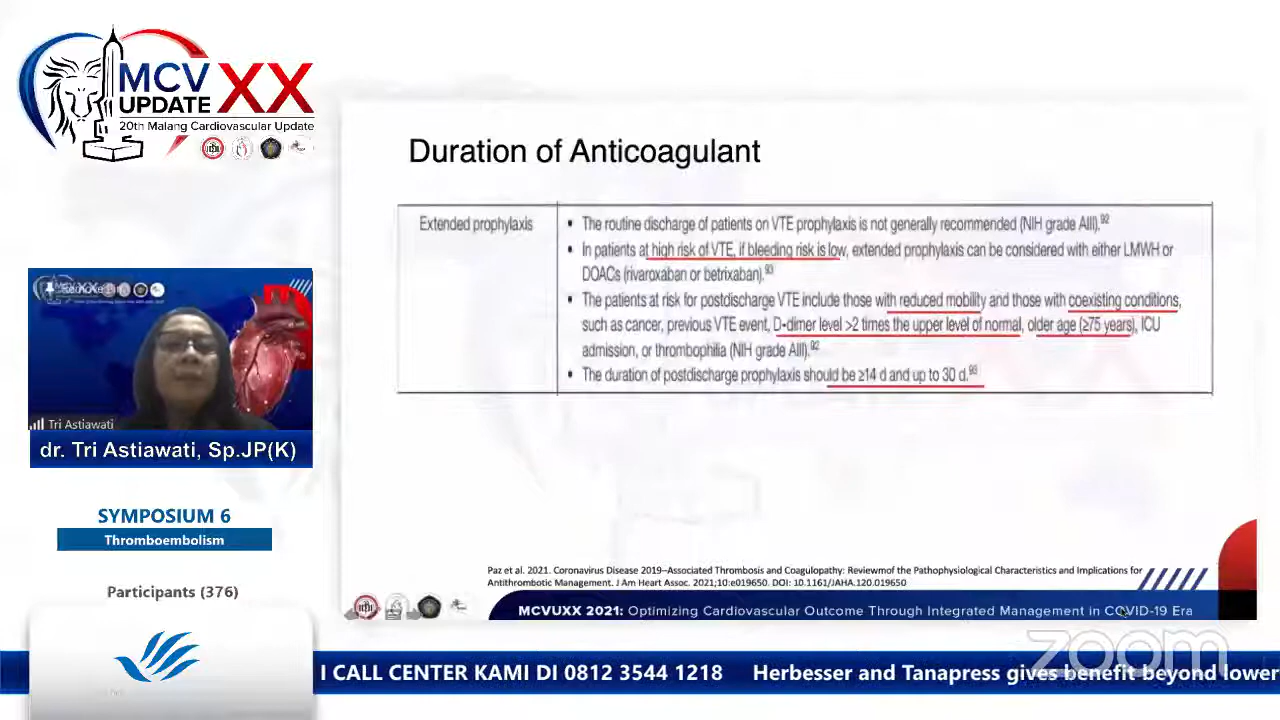 MCV
UPDATE
XX
20th Malang Cardiovascular Update
Tri Astiawati
dr. Tri Astiawati, Sp.JP(K)
SYMPOSIUM 6
Thromboembolism
Participants (376)
Duration of Anticoagulant
Extended prophylaxis
• The routine discharge of patients on VTE prophylaxis is not generally recommended (NIH grade AIII).92
• In patients at high risk of VTE, if bleeding risk is low, extended prophylaxis can be considered with either LMWH or
DOACs (rivaroxaban or betrixaban).93
• The patients at risk for postdischarge VTE include those with reduced mobility and those with coexisting conditions,
such as cancer, previous VTE event, D-dimer level >2 times the upper level of normal, older age (≥75 years), ICU
admission, or thrombophilia (NIH grade AIII).92
• The duration of postdischarge prophylaxis should be ≥14 d and up to 30 d.93
Paz et al. 2021. Coronavirus Disease 2019–Associated Thrombosis and Coagulopathy: Reviewmof the Pathophysiological Characteristics and Implications for
Antithrombotic Management. J Am Heart Assoc. 2021;10:e019650. DOI: 10.1161/JAHA.120.019650
MCVUXX 2021: Optimizing Cardiovascular Outcome Through Integrated Management in COVID-19 Era
zoom
I CALL CENTER KAMI DI 0812 3544 1218 Herbesser and Tanapress gives benefit beyond lower